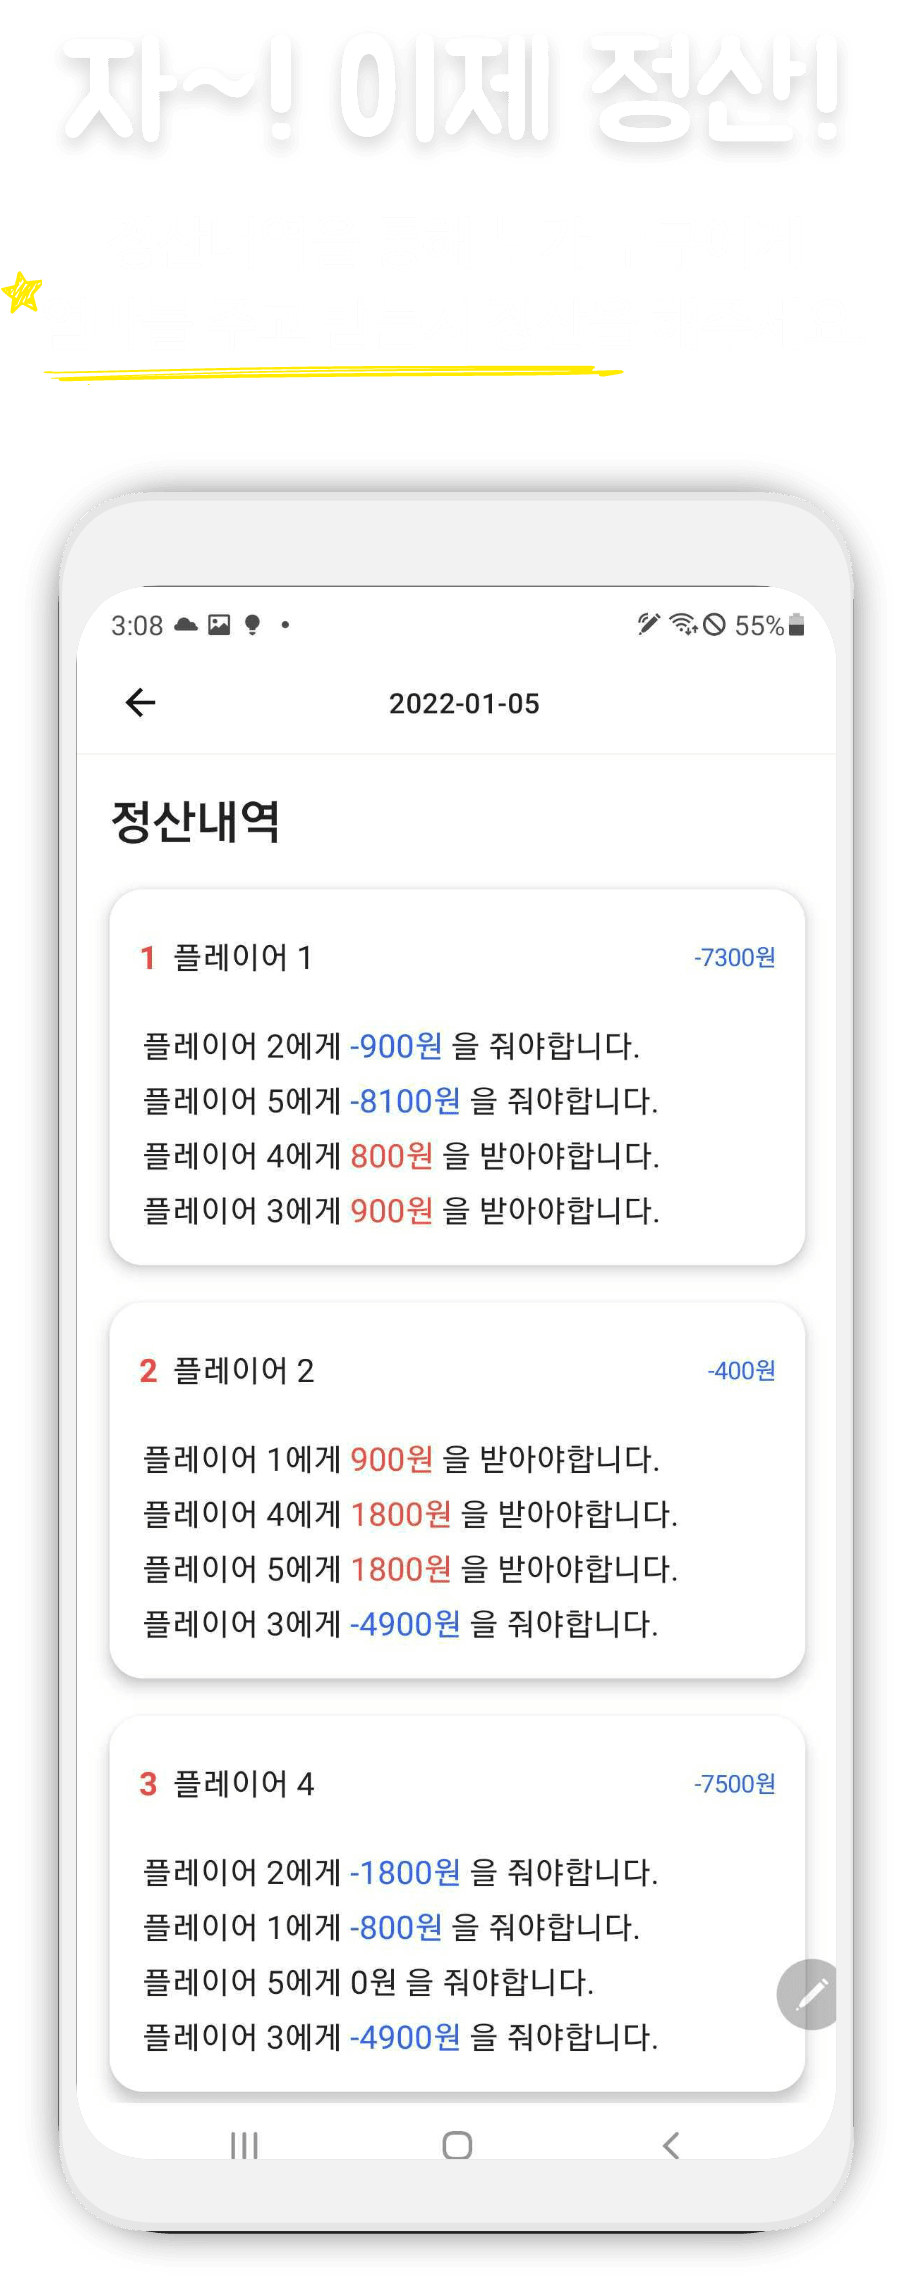 자~! 이제 정산!
3:08
55%
2022-01-05
정산내역
1 플레이어 1 -7300원
플레이어 2에게 -900원 을 줘야합니다.
플레이어 5에게 -8100원 을 줘야합니다.
플레이어 4에게 800원 을 받아야합니다.
플레이어 3에게 900원 을 받아야합니다.
2 플레이어 2 -400원
플레이어 1에게 900원 을 받아야합니다.
플레이어 4에게 1800원 을 받아야합니다.
플레이어 5에게 1800원 을 받아야합니다.
플레이어 3에게 -4900원 을 줘야합니다.
3 플레이어 4 -7500원
플레이어 2에게 -1800원 을 줘야합니다.
플레이어 1에게 -800원 을 줘야합니다.
플레이어 5에게 0원 을 줘야합니다.
플레이어 3에게 -4900원 을 줘야합니다.